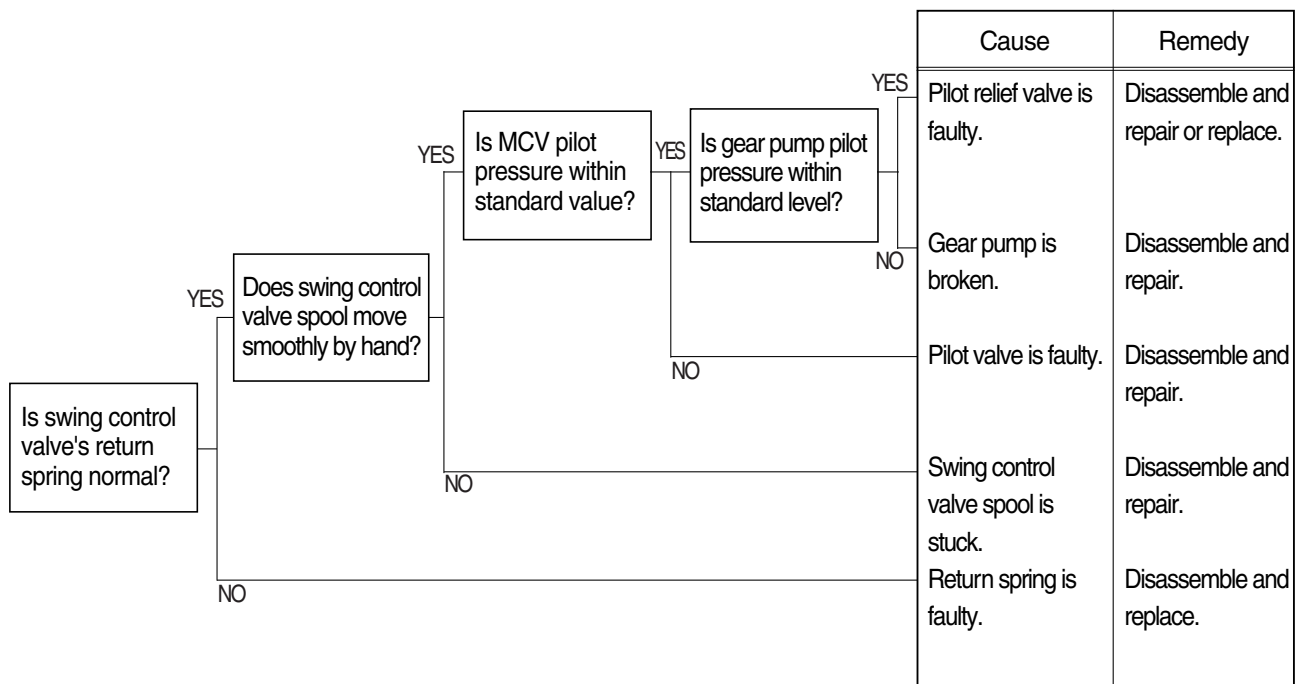 Cause
Remedy
YES
Pilot relief valve is
faulty.
Disassemble and
repair or replace.
YES
Is MCV pilot
pressure within
standard value?
YES
Is gear pump pilot
pressure within
standard level?
NO
Gear pump is
broken.
Disassemble and
repair.
YES
Does swing control
valve spool move
smoothly by hand?
NO
Pilot valve is faulty.
Disassemble and
repair.
Is swing control
valve's return
spring normal?
NO
Swing control
valve spool is
stuck.
Disassemble and
repair.
NO
Return spring is
faulty.
Disassemble and
replace.